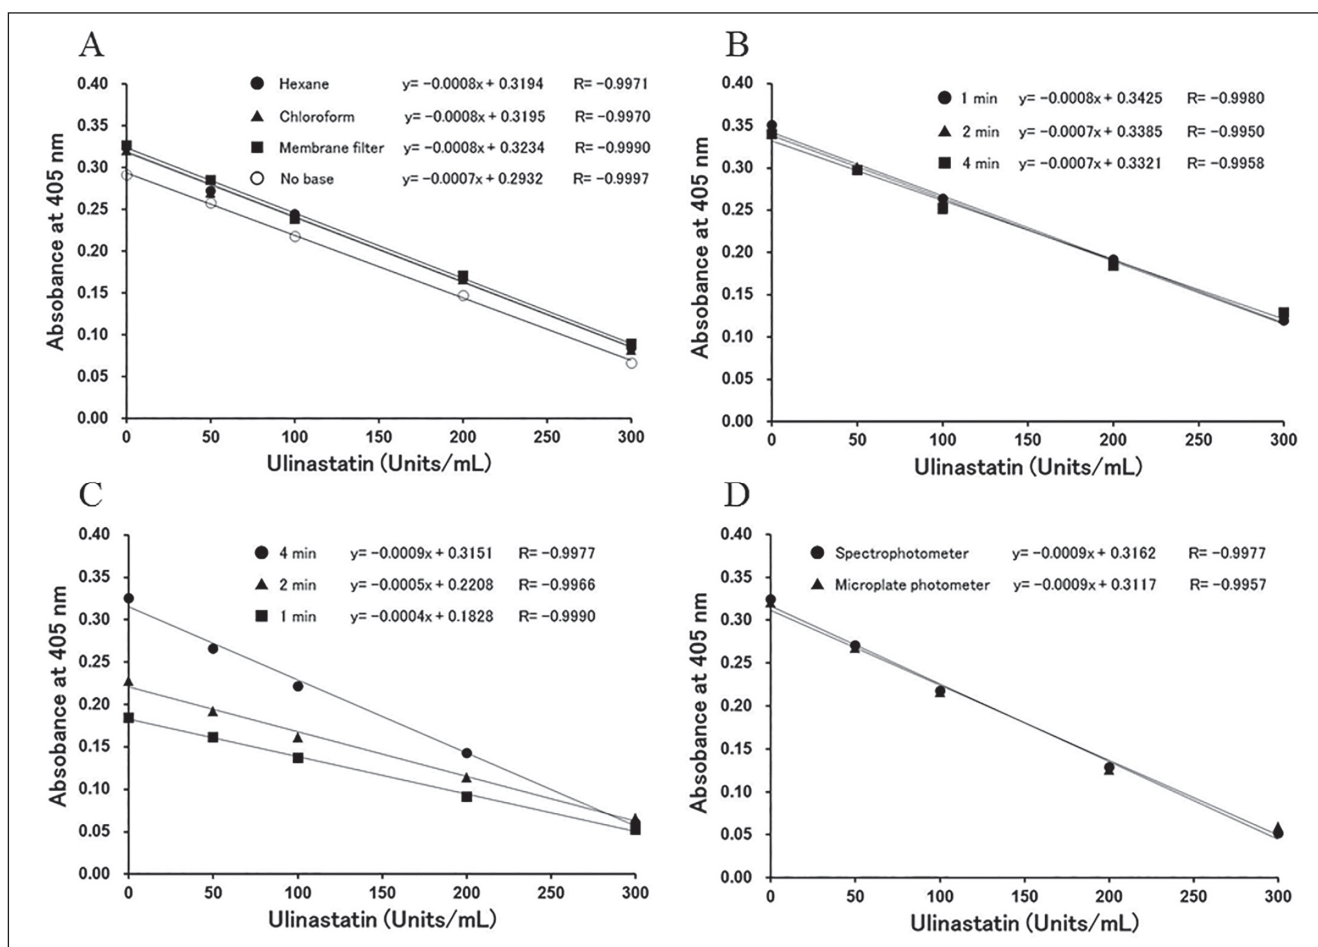 A
Hexane y= −0.0008x + 0.3194 R= −0.9971
Chloroform y= −0.0008x + 0.3195 R= −0.9970
Membrane filter y= −0.0008x + 0.3234 R= −0.9990
No base y= −0.0007x + 0.2932 R= −0.9997
Absobance at 405 nm
0.40
0.35
0.30
0.25
0.20
0.15
0.10
0.05
0.00
0 50 100 150 200 250 300
Ulinastatin (Units/mL)
B
1 min y= −0.0008x + 0.3425 R= −0.9980
2 min y= −0.0007x + 0.3385 R= −0.9950
4 min y= −0.0007x + 0.3321 R= −0.9958
Absobance at 405 nm
0.40
0.35
0.30
0.25
0.20
0.15
0.10
0.05
0.00
0 50 100 150 200 250 300
Ulinastatin (Units/mL)
C
4 min y= −0.0009x + 0.3151 R= −0.9977
2 min y= −0.0005x + 0.2208 R= −0.9966
1 min y= −0.0004x + 0.1828 R= −0.9990
Absobance at 405 nm
0.40
0.35
0.30
0.25
0.20
0.15
0.10
0.05
0.00
0 50 100 150 200 250 300
Ulinastatin (Units/mL)
D
Spectrophotometer y= −0.0009x + 0.3162 R= −0.9977
Microplate photometer y= −0.0009x + 0.3117 R= −0.9957
Absobance at 405 nm
0.40
0.35
0.30
0.25
0.20
0.15
0.10
0.05
0.00
0 50 100 150 200 250 300
Ulinastatin (Units/mL)